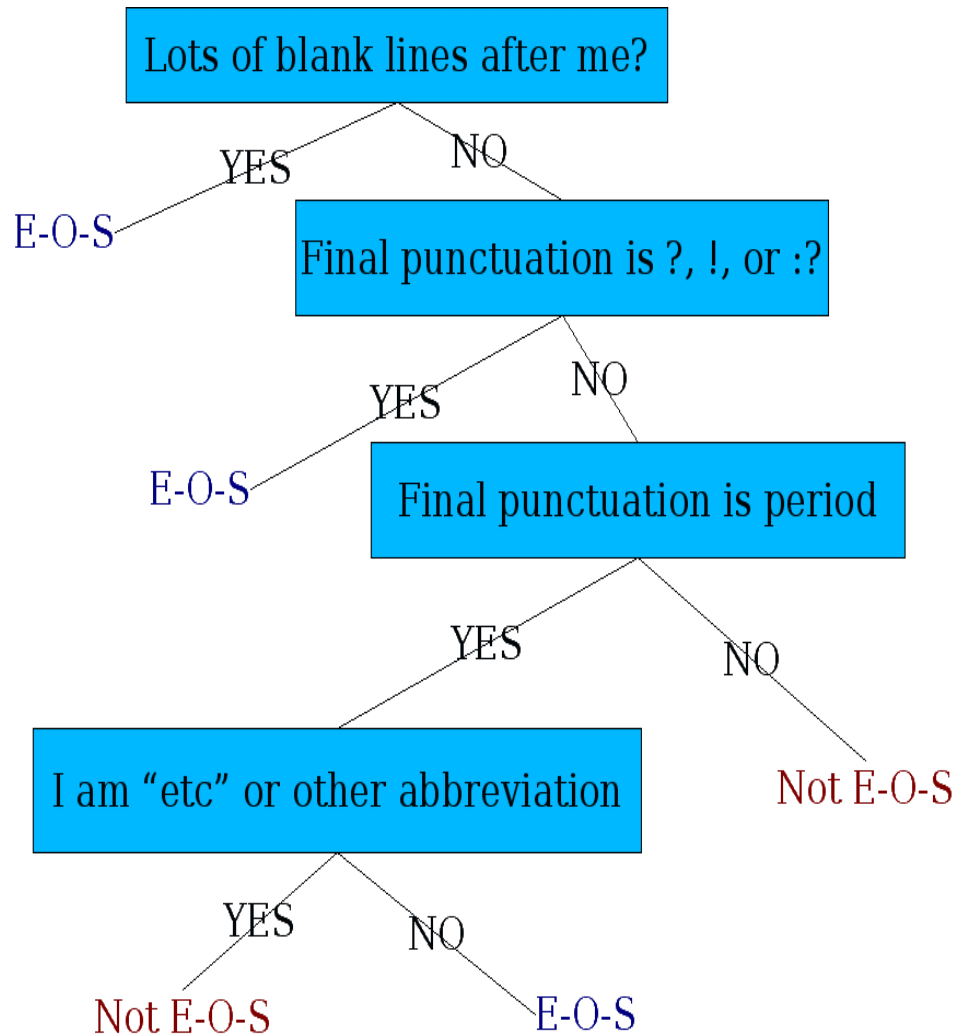 Lots of blank lines after me?
YES
NO
E-O-S
Final punctuation is ?, !, or :?
YES
NO
E-O-S
Final punctuation is period
YES
NO
I am “etc” or other abbreviation
Not E-O-S
YES
NO
Not E-O-S
E-O-S